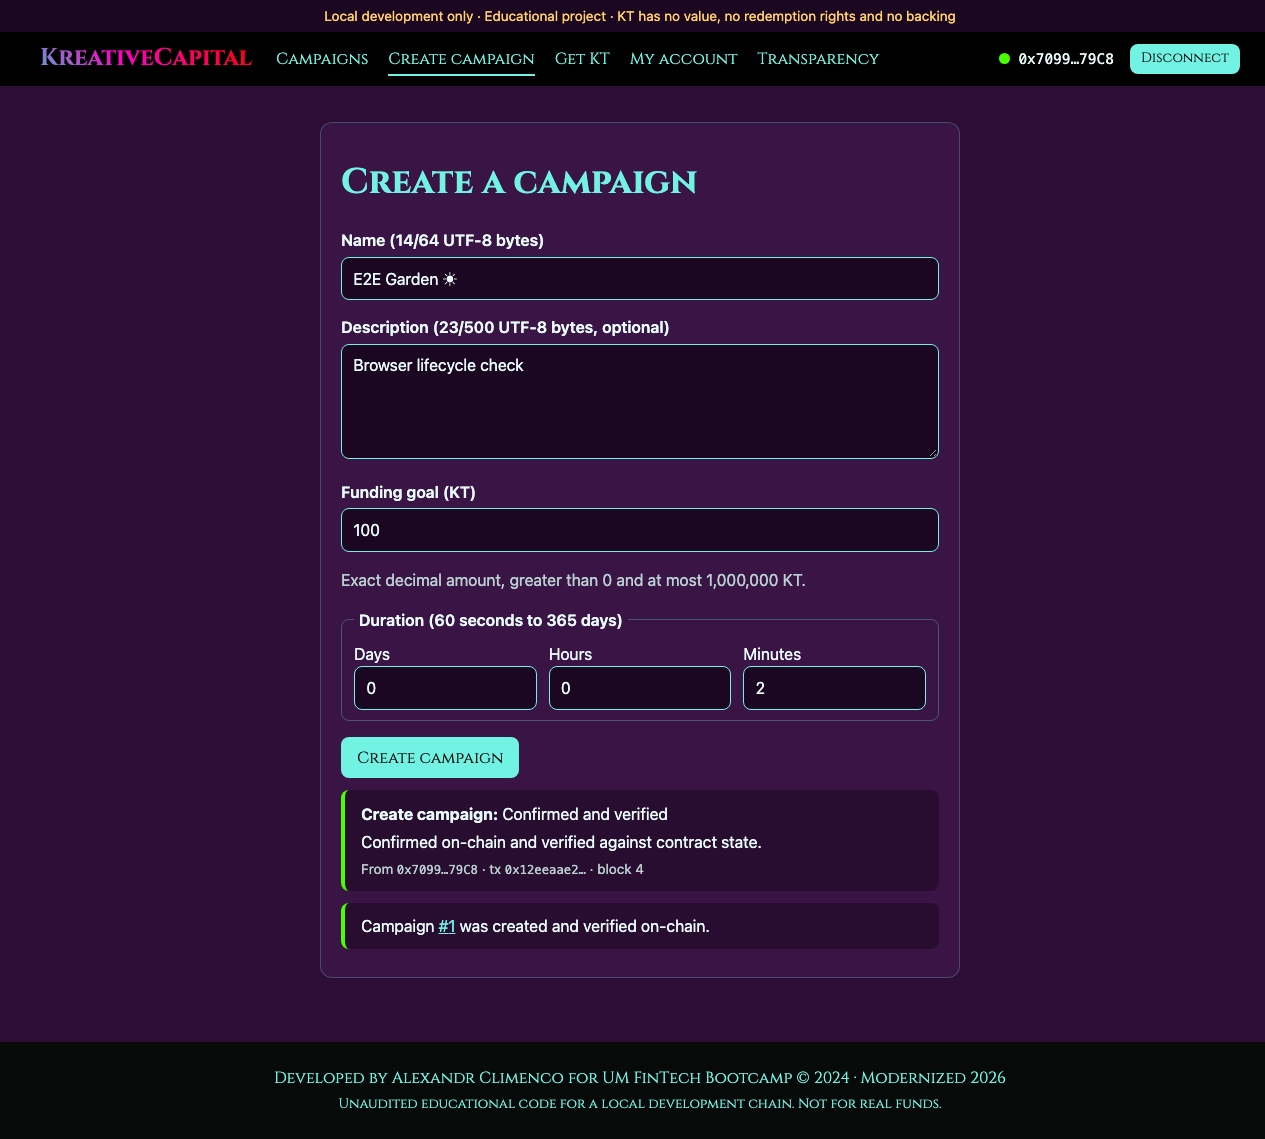 Local development only · Educational project · KT has no value, no redemption rights and no backing
KreativeCapital Campaigns Create campaign Get KT My account Transparency 0x7099…79C8 Disconnect
Create a campaign
Name (14/64 UTF-8 bytes)
E2E Garden ☀
Description (23/500 UTF-8 bytes, optional)
Browser lifecycle check
Funding goal (KT)
100
Exact decimal amount, greater than 0 and at most 1,000,000 KT.
Duration (60 seconds to 365 days)
Days Hours Minutes
0 0 2
Create campaign
Create campaign: Confirmed and verified
Confirmed on-chain and verified against contract state.
From 0x7099…79C8 · tx 0x12eeaae2… · block 4
Campaign #1 was created and verified on-chain.
Developed by Alexandr Climenco for UM FinTech Bootcamp © 2024 · Modernized 2026
Unaudited educational code for a local development chain. Not for real funds.